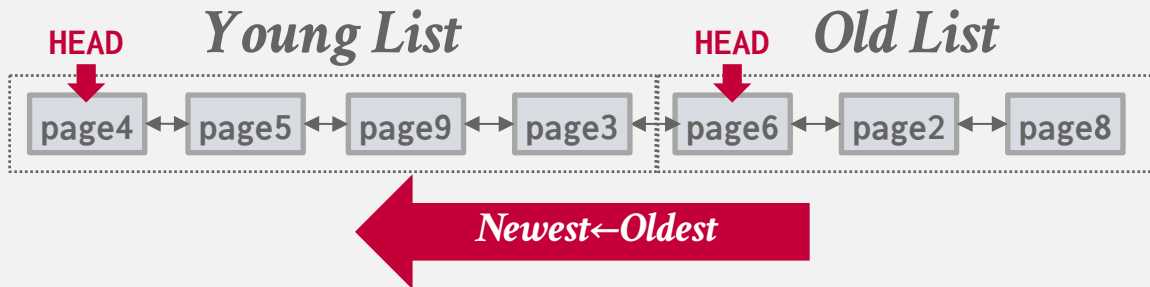 Young List
Old List
HEAD
HEAD
page4
page5
page9
page3
page6
page2
page8
Newest←Oldest